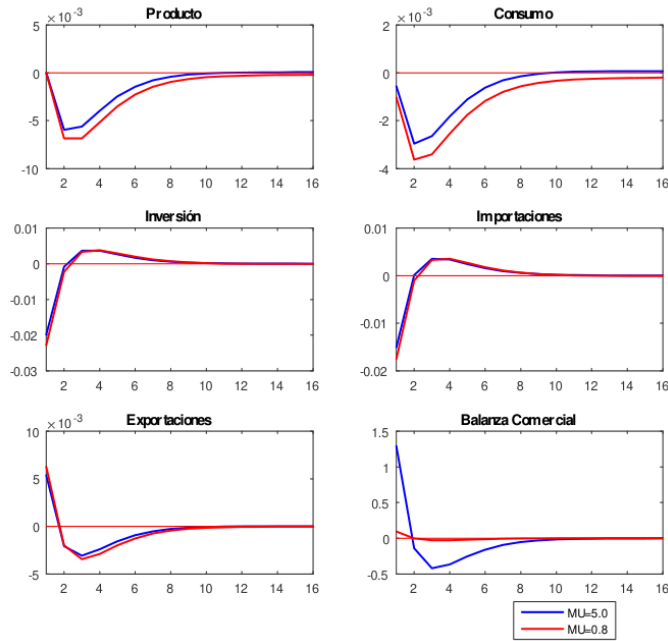 Producto
×10^-3
5
0
-5
-10
2 4 6 8 10 12 14 16
Consumo
×10^-3
2
0
-2
-4
2 4 6 8 10 12 14 16
Inversión
0.01
0
-0.01
-0.02
-0.03
2 4 6 8 10 12 14 16
Importaciones
0.01
0
-0.01
-0.02
2 4 6 8 10 12 14 16
Exportaciones
×10^-3
10
5
0
-5
2 4 6 8 10 12 14 16
Balanza Comercial
1.5
1
0.5
0
-0.5
2 4 6 8 10 12 14 16
MU=5.0
MU=0.8